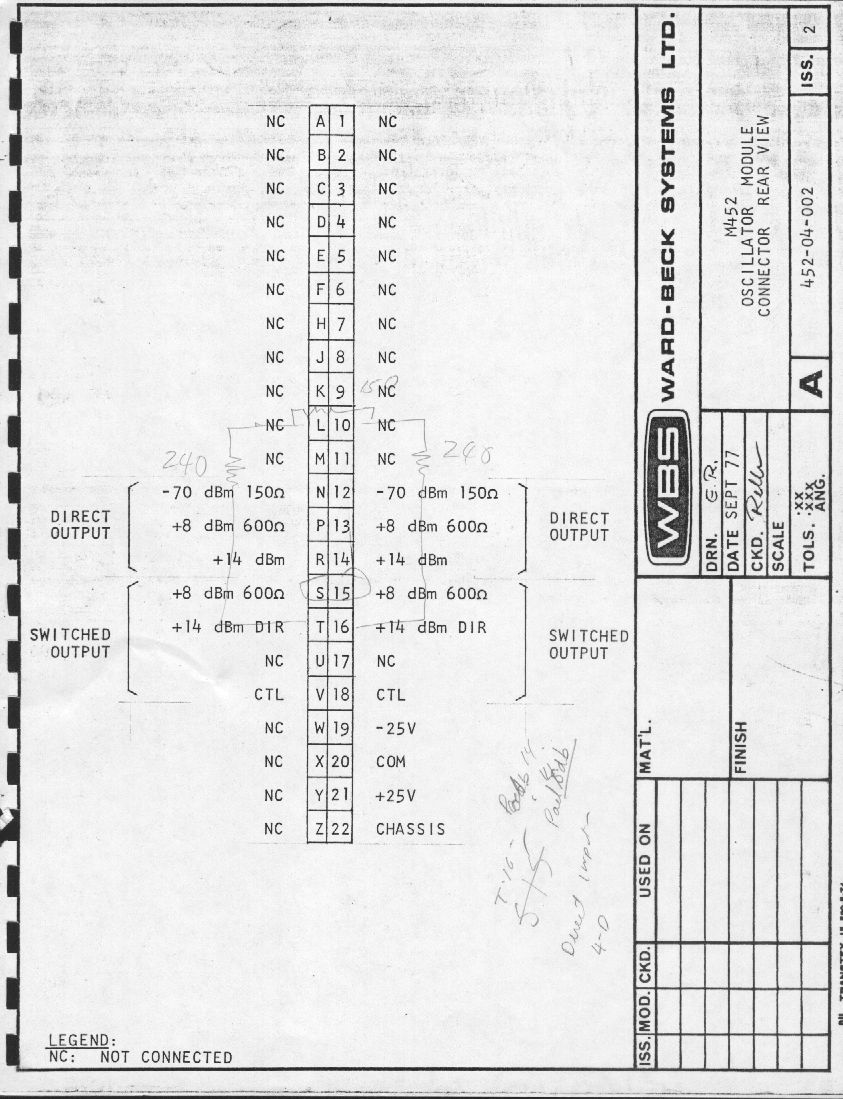 NC A 1 NC
NC B 2 NC
NC C 3 NC
NC D 4 NC
NC E 5 NC
NC F 6 NC
NC H 7 NC
NC J 8 NC
NC K 9 NC
150
NC L 10 NC
NC M 11 NC
240
240
DIRECT
OUTPUT
-70 dBm 150Ω N 12 -70 dBm 150Ω
+8 dBm 600Ω P 13 +8 dBm 600Ω
+14 dBm R 14 +14 dBm
DIRECT
OUTPUT
SWITCHED
OUTPUT
+8 dBm 600Ω S 15 +8 dBm 600Ω
+14 dBm DIR T 16 +14 dBm DIR
NC U 17 NC
CTL V 18 CTL
SWITCHED
OUTPUT
NC W 19 -25V
NC X 20 COM
NC Y 21 +25V
NC Z 22 CHASSIS
T-16 -
Direct
4-D
LEGEND:
NC: NOT CONNECTED
WARD-BECK SYSTEMS LTD.
WBS
M452
OSCILLATOR MODULE
CONNECTOR REAR VIEW
452-04-002
ISS. 2
A
DRN. G.R.
DATE SEPT 77
CKD.
SCALE
TOLS. .XX
.XXX
ANG.
MAT'L.
FINISH
USED ON
ISS. MOD. CKD.